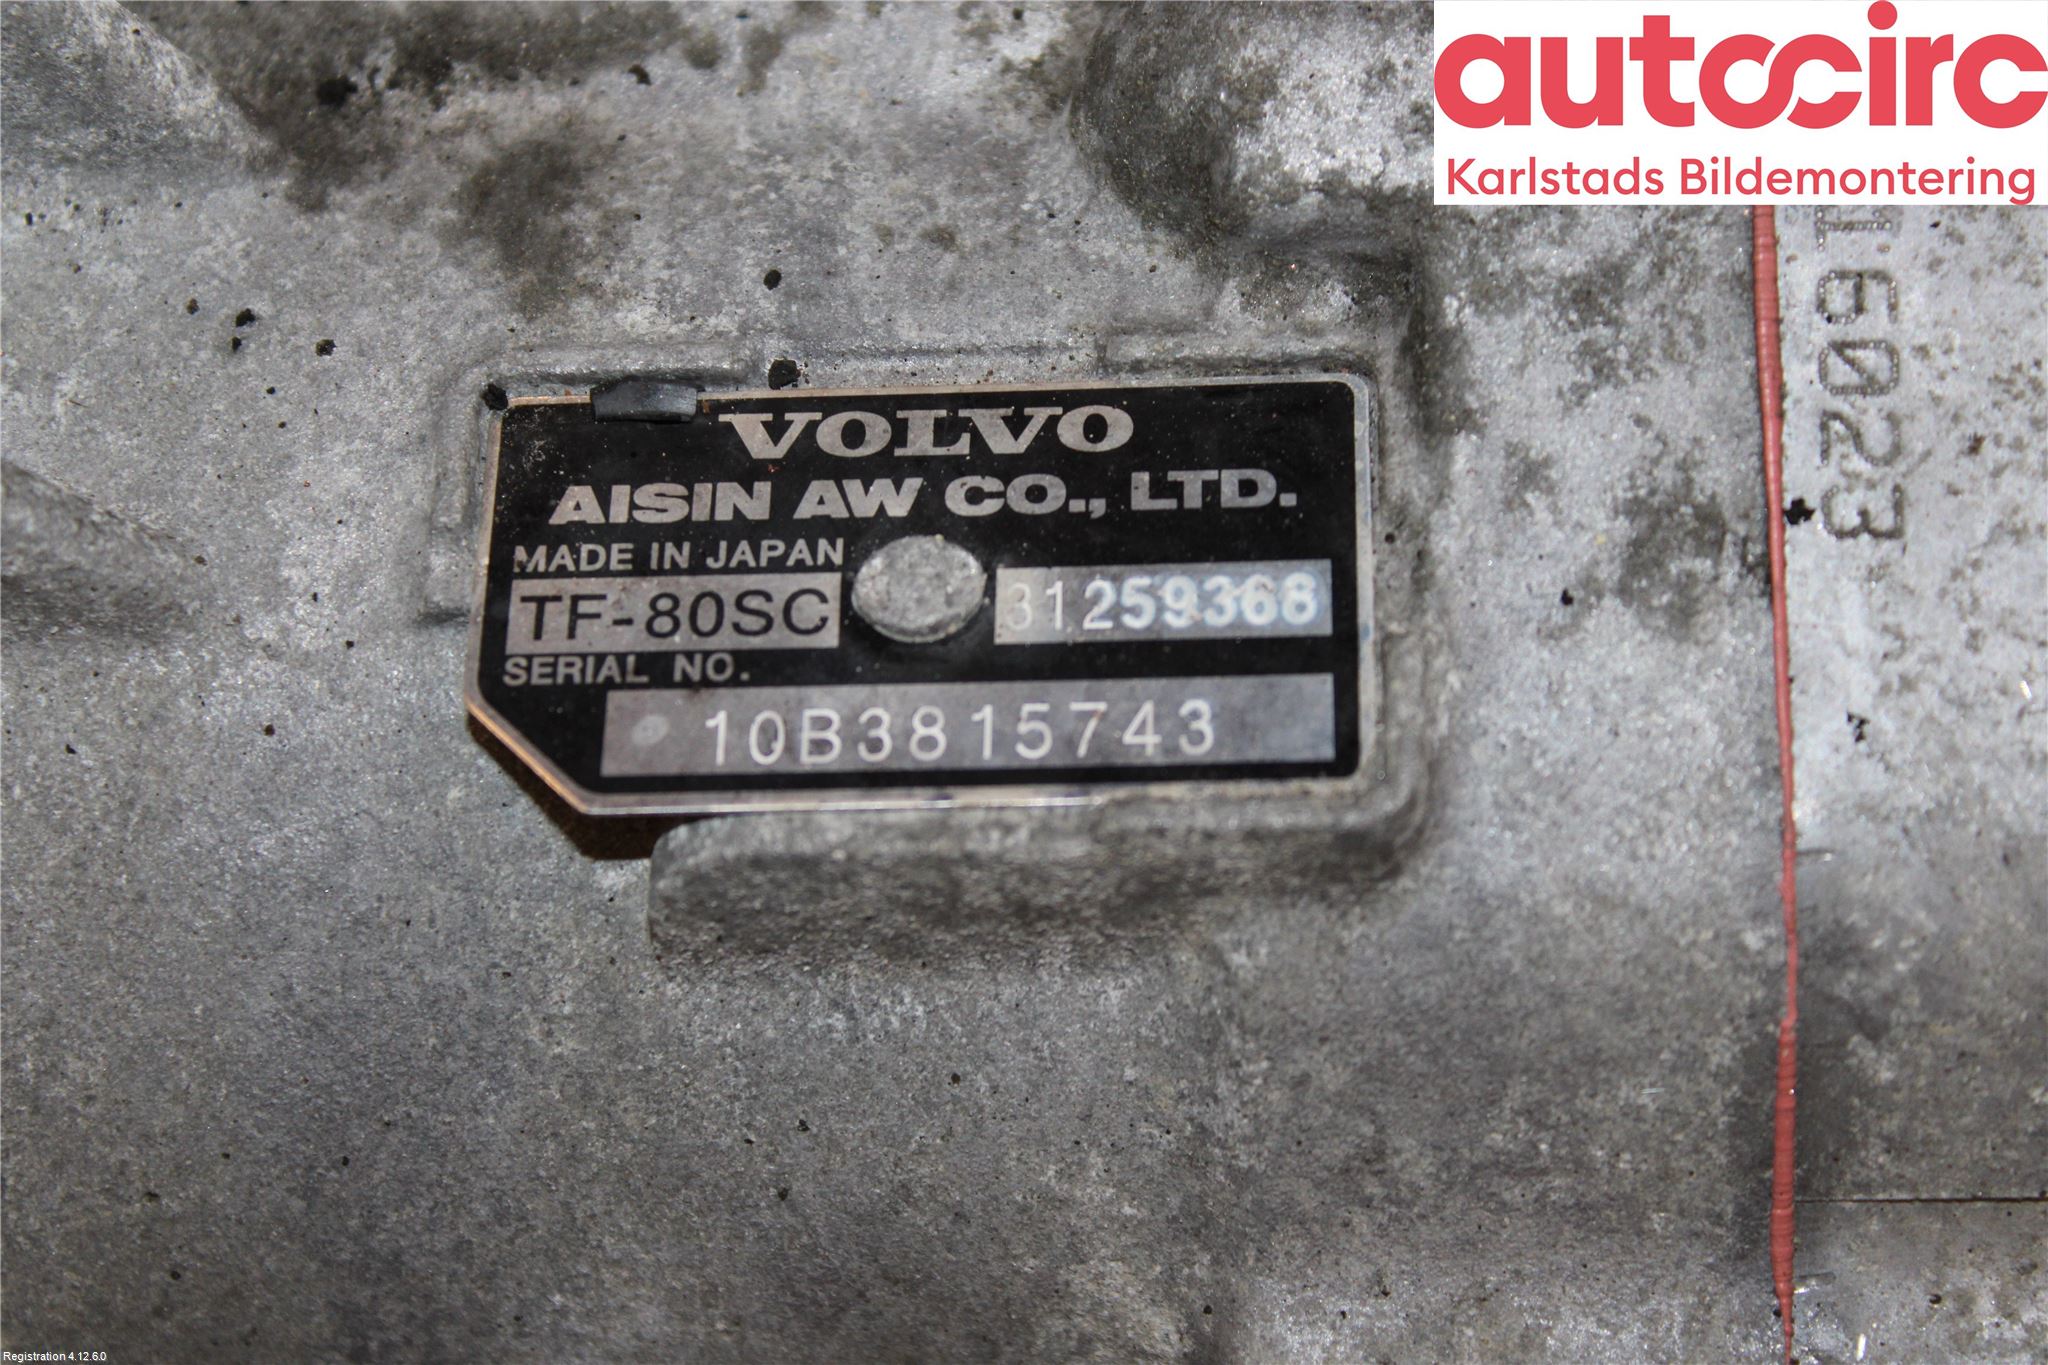 autocirc
Karlstads Bildemontering
VOLVO
AISIN AW CO., LTD.
MADE IN JAPAN
TF-80SC 31259368
SERIAL NO.
10B3815743
Registration 4.12.6.0